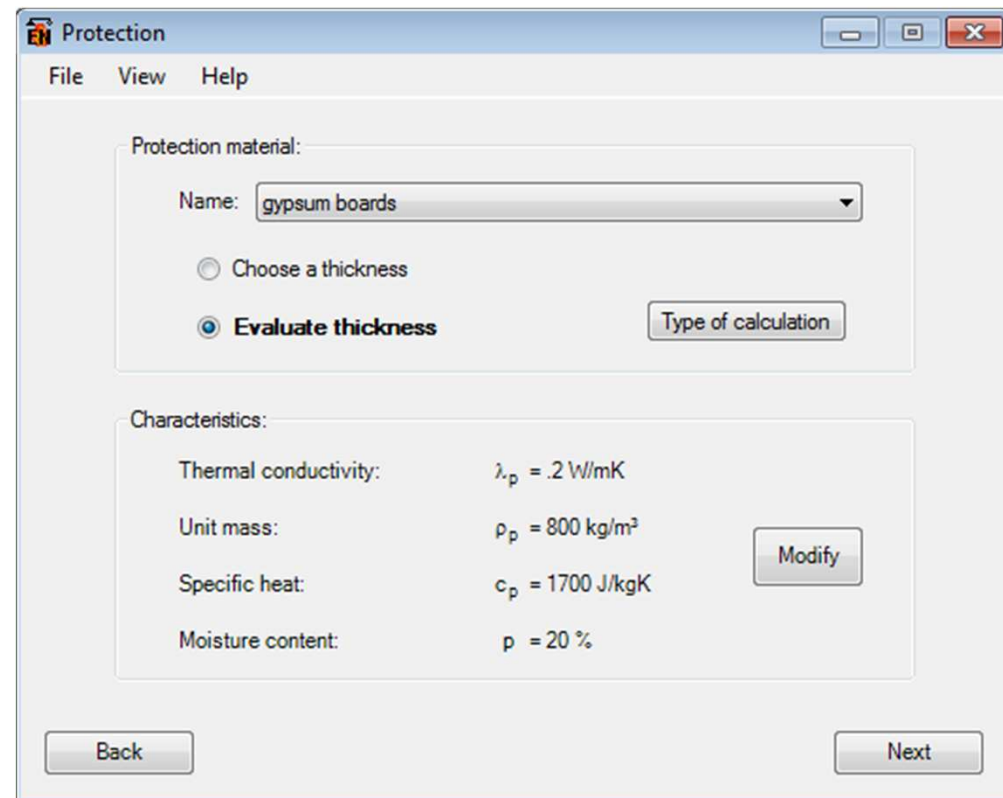 EN Protection
File View Help
Protection material:
Name: gypsum boards
Choose a thickness
Evaluate thickness Type of calculation
Characteristics:
Thermal conductivity: λp = .2 W/mK
Unit mass: ρp = 800 kg/m³
Modify
Specific heat: cp = 1700 J/kgK
Moisture content: p = 20 %
Back Next